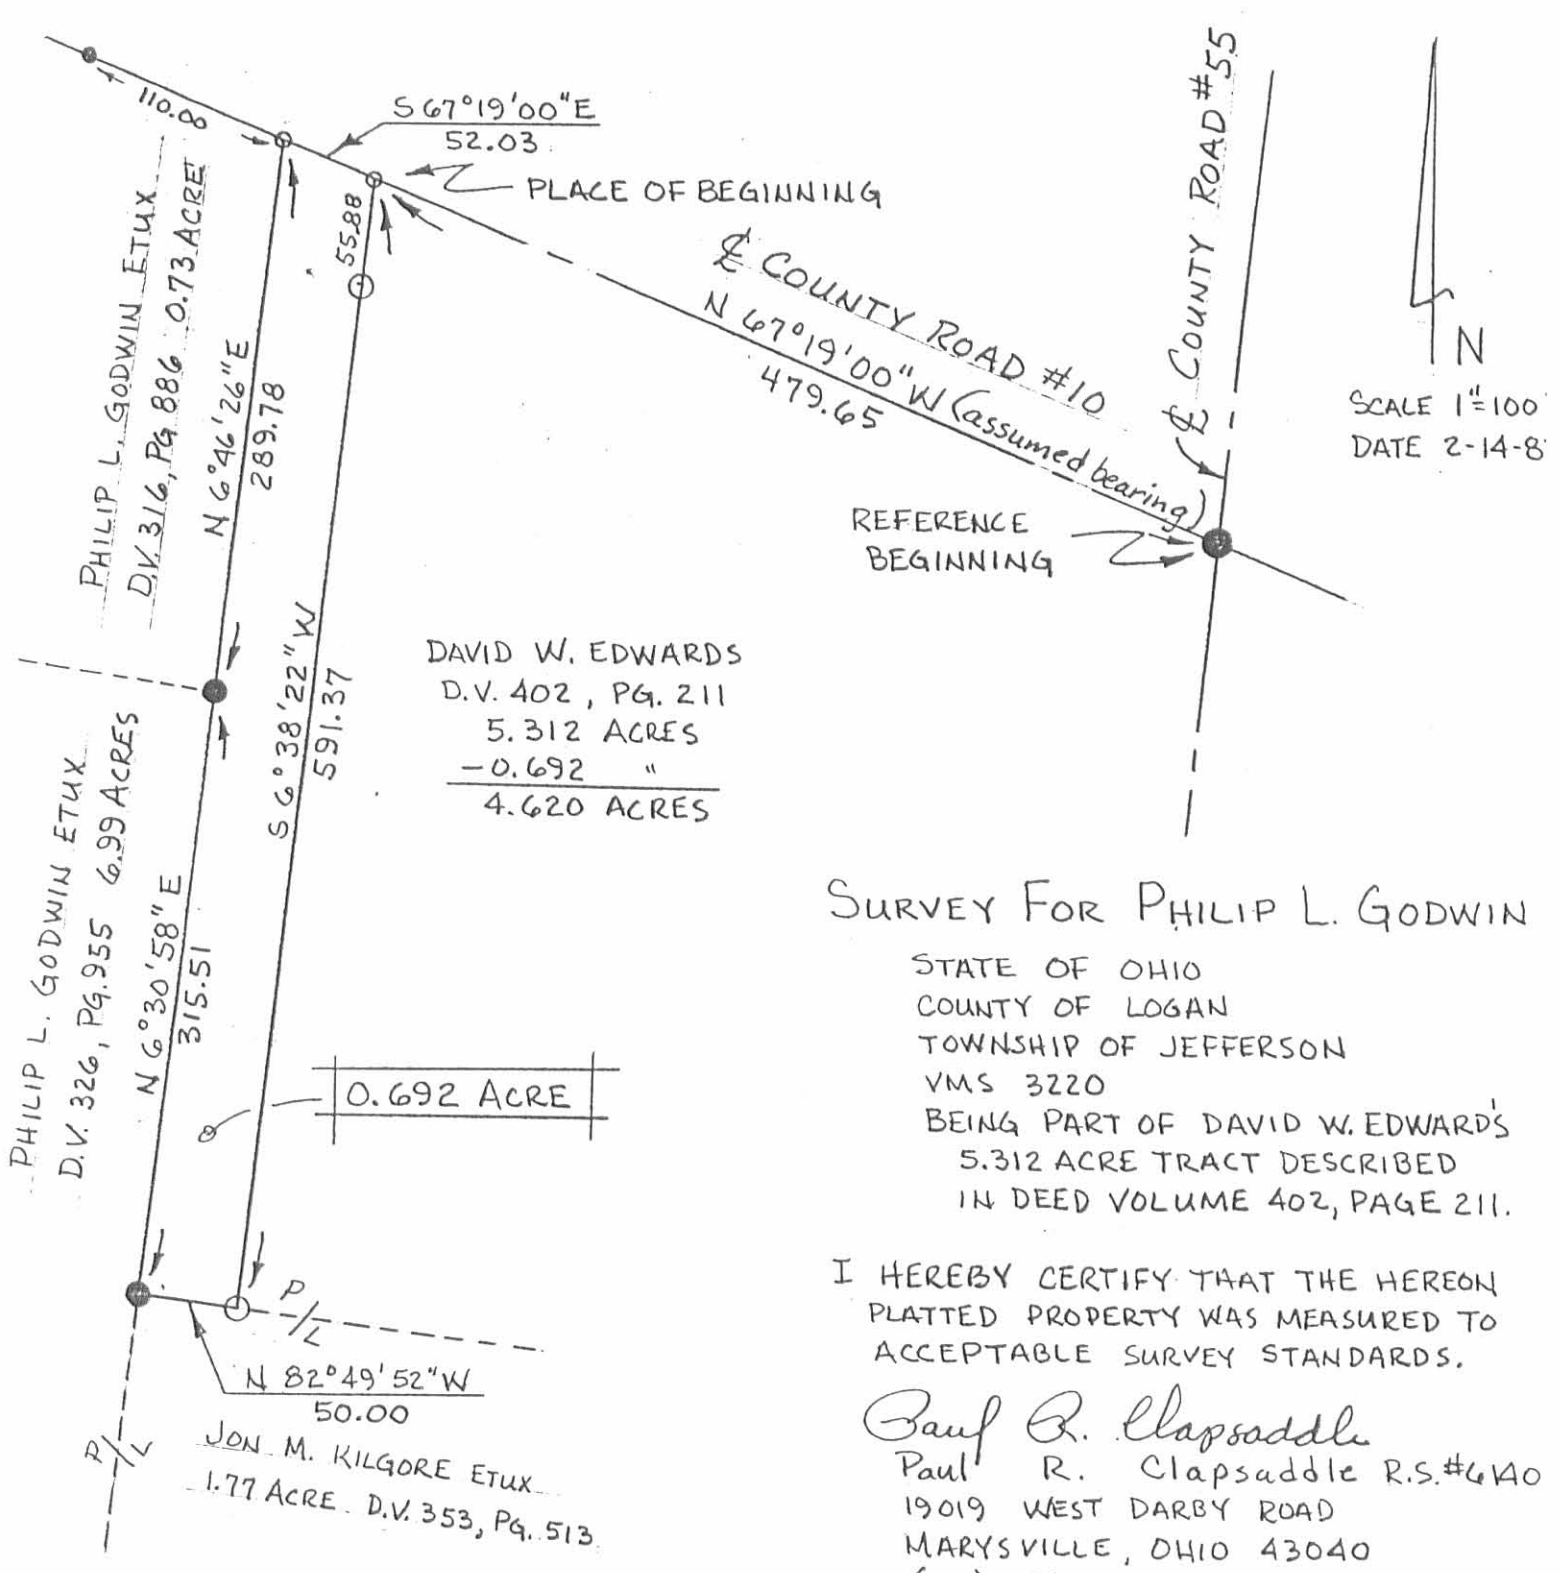 110.00
S 67°19'00"E
52.03
PLACE OF BEGINNING
55.88
℄ COUNTY ROAD #10
N 67°19'00"W (assumed bearing)
479.65
℄ COUNTY ROAD #55
N
SCALE 1"=100'
DATE 2-14-8
REFERENCE
BEGINNING
PHILIP L. GODWIN ETUX
D.V. 316, PG 886 0.73 ACRE
N 6°46'26"E
289.78
S 6°38'22"W
591.37
DAVID W. EDWARDS
D.V. 402, PG. 211
5.312 ACRES
-0.692 "
4.620 ACRES
PHILIP L. GODWIN ETUX
D.V. 326, PG. 955 6.99 ACRES
N 6°30'58"E
315.51
0.692 ACRE
P/L
N 82°49'52"W
50.00
P/L
JON M. KILGORE ETUX
1.77 ACRE D.V. 353, PG. 513
SURVEY FOR PHILIP L. GODWIN
STATE OF OHIO
COUNTY OF LOGAN
TOWNSHIP OF JEFFERSON
VMS 3220
BEING PART OF DAVID W. EDWARD'S
5.312 ACRE TRACT DESCRIBED
IN DEED VOLUME 402, PAGE 211.
I HEREBY CERTIFY THAT THE HEREON
PLATTED PROPERTY WAS MEASURED TO
ACCEPTABLE SURVEY STANDARDS.
Paul R. Clapsaddle
Paul R. Clapsaddle R.S.#6140
19019 WEST DARBY ROAD
MARYSVILLE, OHIO 43040